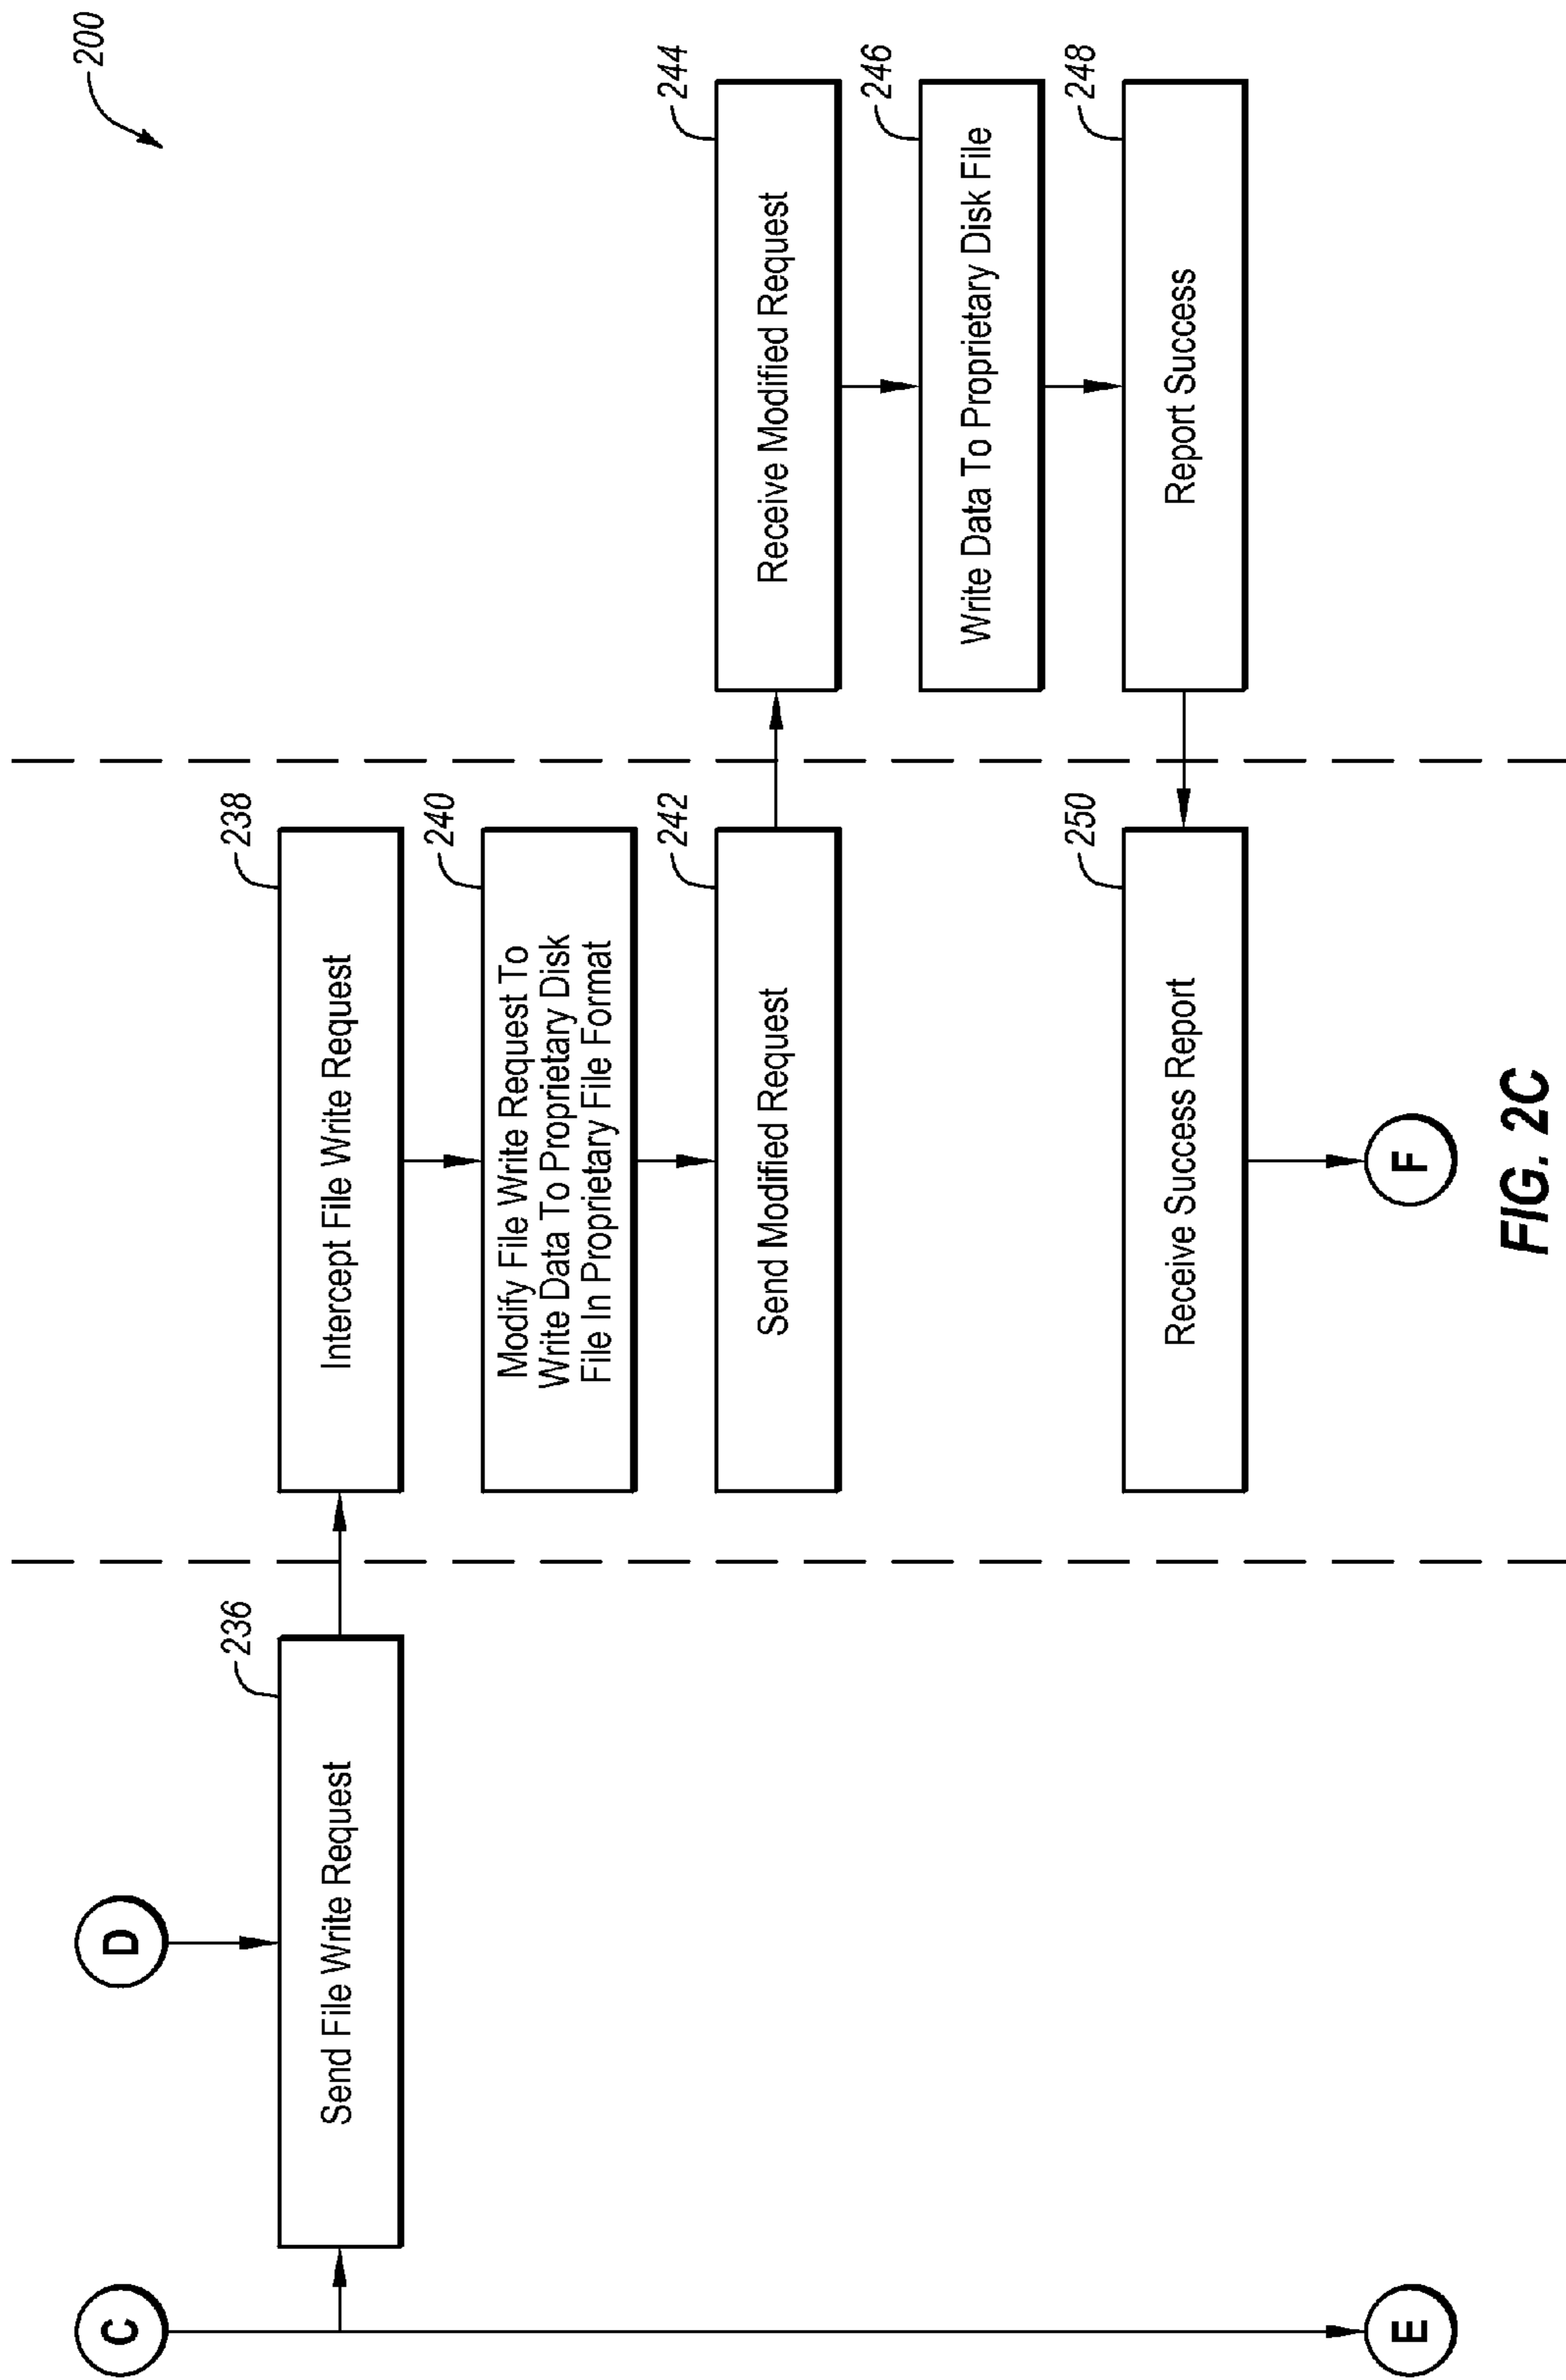 200
C
D
236
Send File Write Request
238
Intercept File Write Request
240
Modify File Write Request To
Write Data To Proprietary Disk
File In Proprietary File Format
242
Send Modified Request
244
Receive Modified Request
246
Write Data To Proprietary Disk File
248
Report Success
250
Receive Success Report
E
F
FIG. 2C